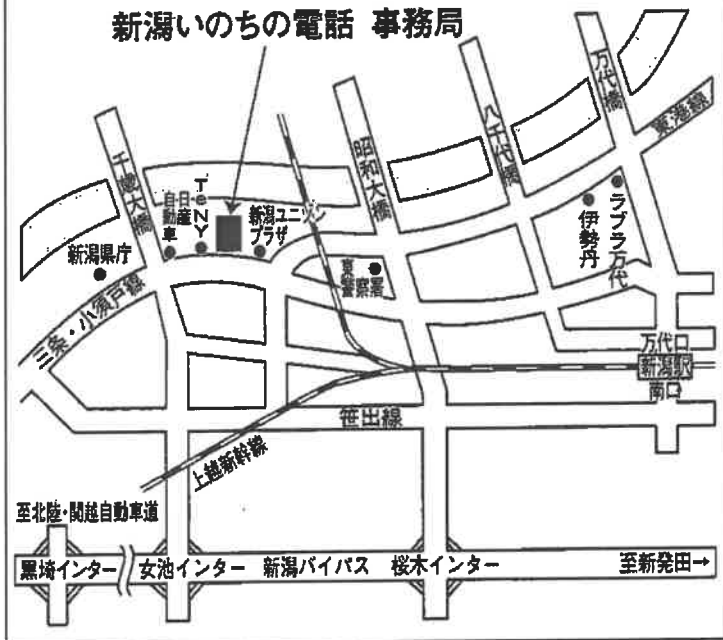 新潟いのちの電話 事務局
万代橋
東港線
八千代橋
昭和大橋
千歳大橋
日産
自動車
TeNY
新潟ユニゾン
プラザ
ラブラ万代
伊勢丹
新潟県庁
東
警察署
三条・小須戸線
万代口
新潟駅
南口
笹出線
上越新幹線
至北陸・関越自動車道
黒埼インター
女池インター
新潟バイパス
桜木インター
至新発田→